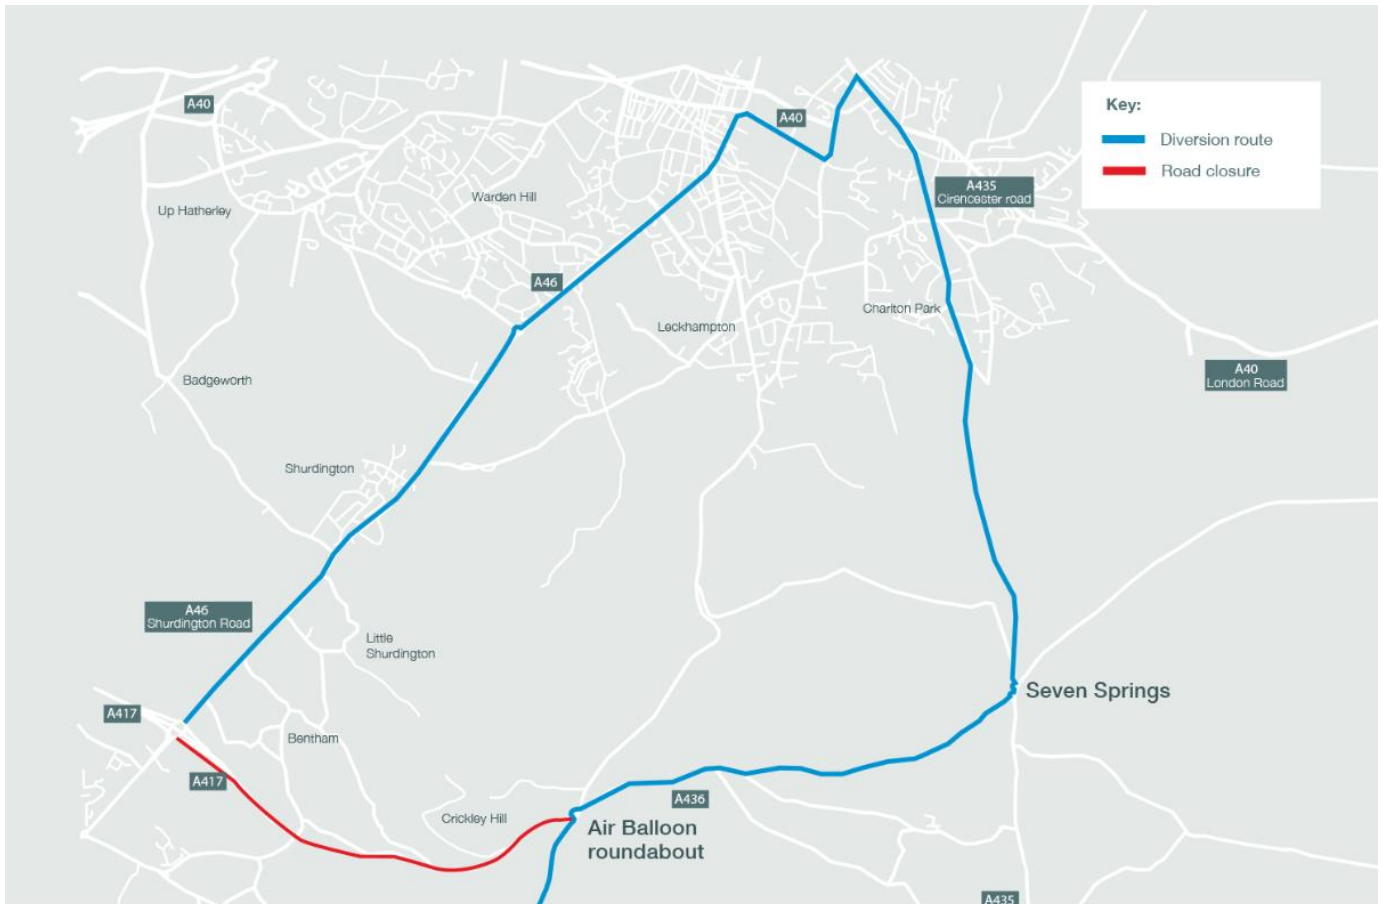 A40
A40
Key:
Diversion route
Road closure
A435
Cirencester road
Warden Hill
Up Hatherley
A46
Charlton Park
Leckhampton
A40
London Road
Badgeworth
Shurdington
A46
Shurdington Road
Little
Shurdington
Seven Springs
A417
Bentham
A417
A436
Crickley Hill
Air Balloon
roundabout
A435